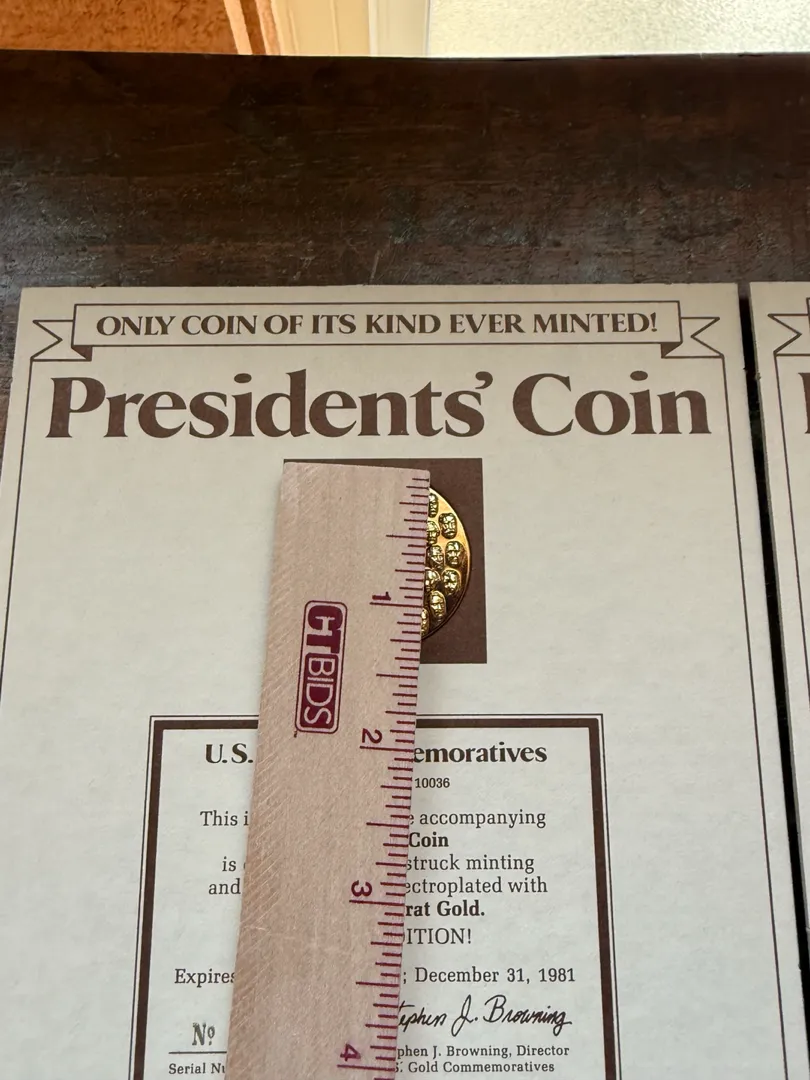 ONLY COIN OF ITS KIND EVER MINTED!
Presidents' Coin
1
CTBIDS
2
U.S. emoratives
10036
This accompanying
Coin
is struck minting
and ectroplated with
rat Gold.
3
ITION!
Expires ; December 31, 1981
tephen J. Browning
Nº
4
phen J. Browning, Director
Serial Nu . Gold Commemoratives